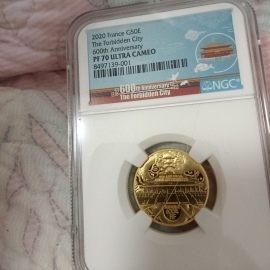 2020 France G50E
The Forbidden City
600th Anniversary
PF 70 ULTRA CAMEO
8497139-001
NGC
600th Anniversary
The Forbidden City